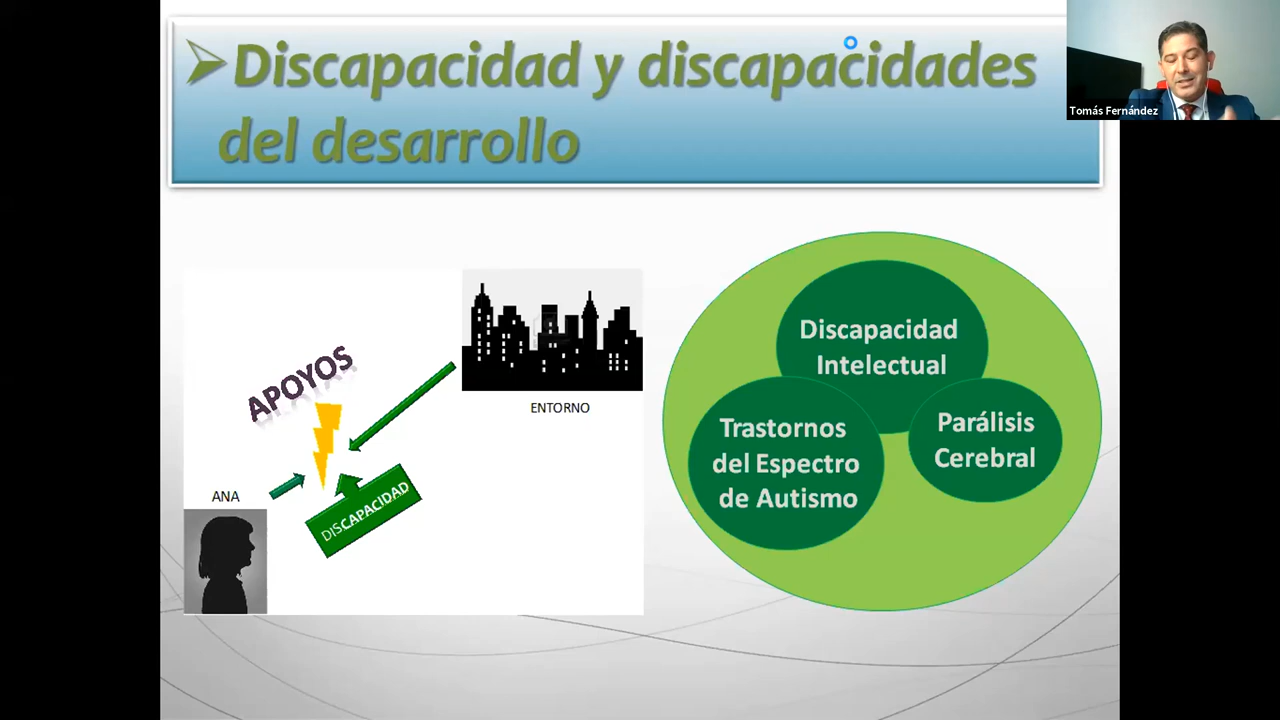 Discapacidad y discapacidades
del desarrollo
Tomás Fernández
APOYOS
ENTORNO
ANA
DISCAPACIDAD
Discapacidad
Intelectual
Trastornos
del Espectro
de Autismo
Parálisis
Cerebral